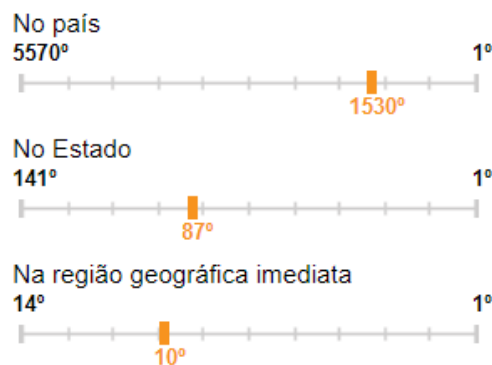 No país
5570º 1º
1530º
No Estado
141º 1º
87º
Na região geográfica imediata
14º 1º
10º